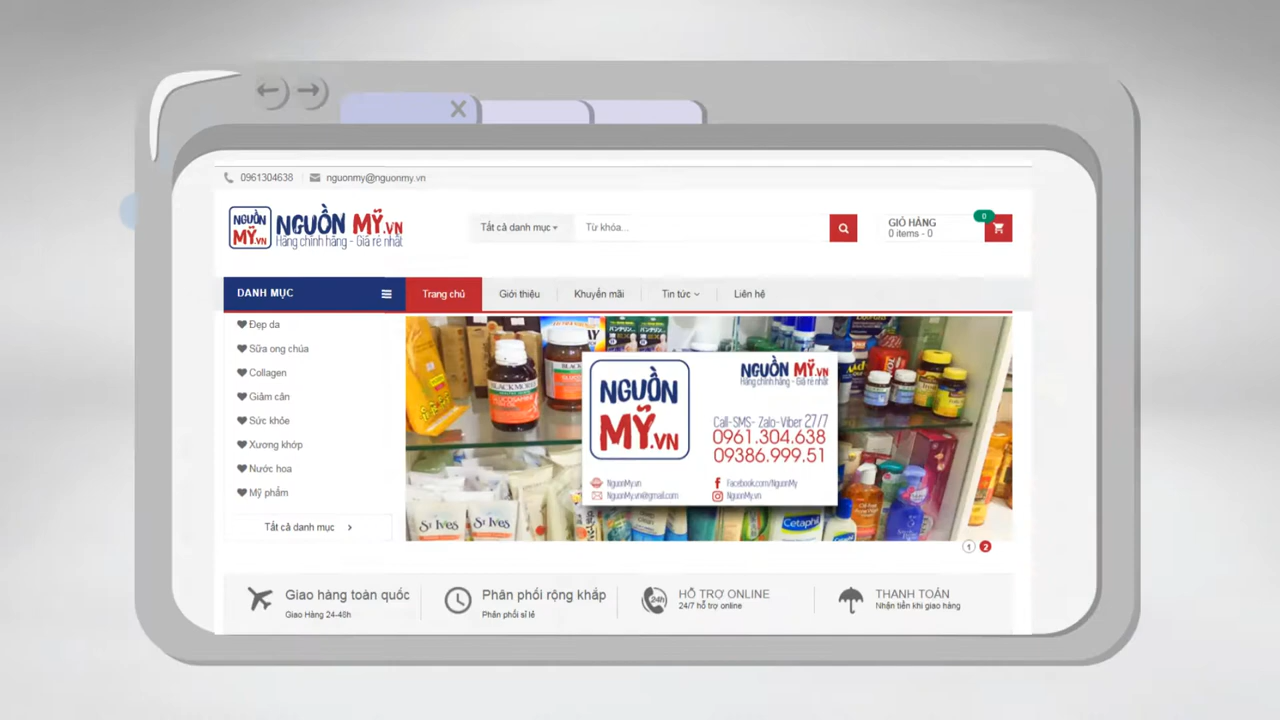 0961304638
nguonmy@nguonmy.vn
NGUỒN
MỸ.VN
NGUỒN MỸ.VN
Hàng chính hãng - Giá rẻ nhất
Tất cả danh mục
Từ khóa...
GIỎ HÀNG
0 items - 0
0
DANH MỤC
Trang chủ
Giới thiệu
Khuyến mãi
Tin tức
Liên hệ
Đẹp da
Sữa ong chúa
Collagen
Giảm cân
Sức khỏe
Xương khớp
Nước hoa
Mỹ phẩm
Tất cả danh mục
BLACKMORES
GLUCOSAMINE
NGUỒN
MỸ.VN
NGUỒN MỸ.VN
Hàng chính hãng - Giá rẻ nhất
Call-SMS- Zalo-Viber 27/7
0961.304.638
09386.999.51
NguonMy.vn
Facebook.com/NguonMy
NguonMy.vn@gmail.com
NguonMy.vn
St Ives
St Ives
Cetaphil
1
2
Giao hàng toàn quốc
Giao Hàng 24-48h
Phân phối rộng khắp
Phân phối sỉ lẻ
24h
HỖ TRỢ ONLINE
24/7 hỗ trợ online
THANH TOÁN
Nhận tiền khi giao hàng